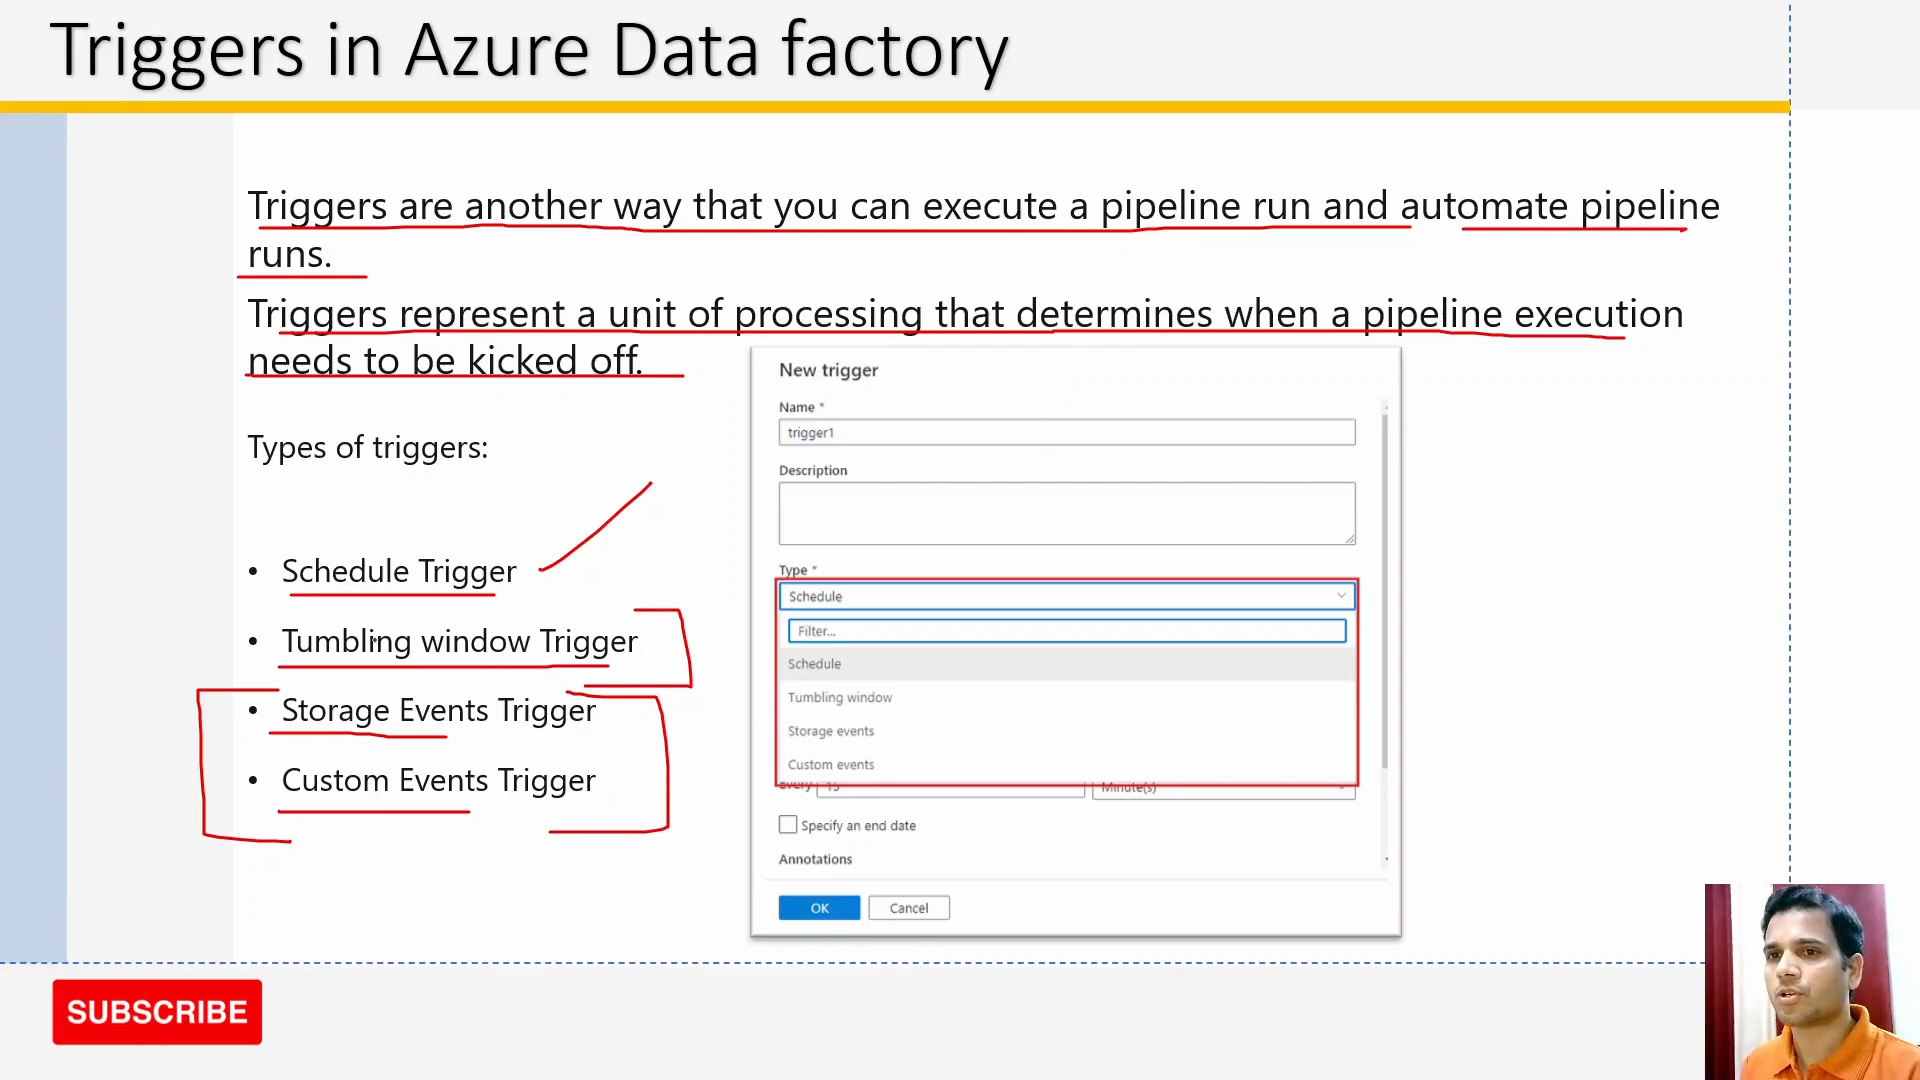 Triggers in Azure Data factory
Triggers are another way that you can execute a pipeline run and automate pipeline
runs.
Triggers represent a unit of processing that determines when a pipeline execution
needs to be kicked off.
Types of triggers:
• Schedule Trigger
• Tumbling window Trigger
• Storage Events Trigger
• Custom Events Trigger
New trigger
Name *
trigger1
Description
Type *
Schedule
Filter...
Schedule
Tumbling window
Storage events
Custom events
Every 15 Minute(s)
Specify an end date
Annotations
OK Cancel
SUBSCRIBE